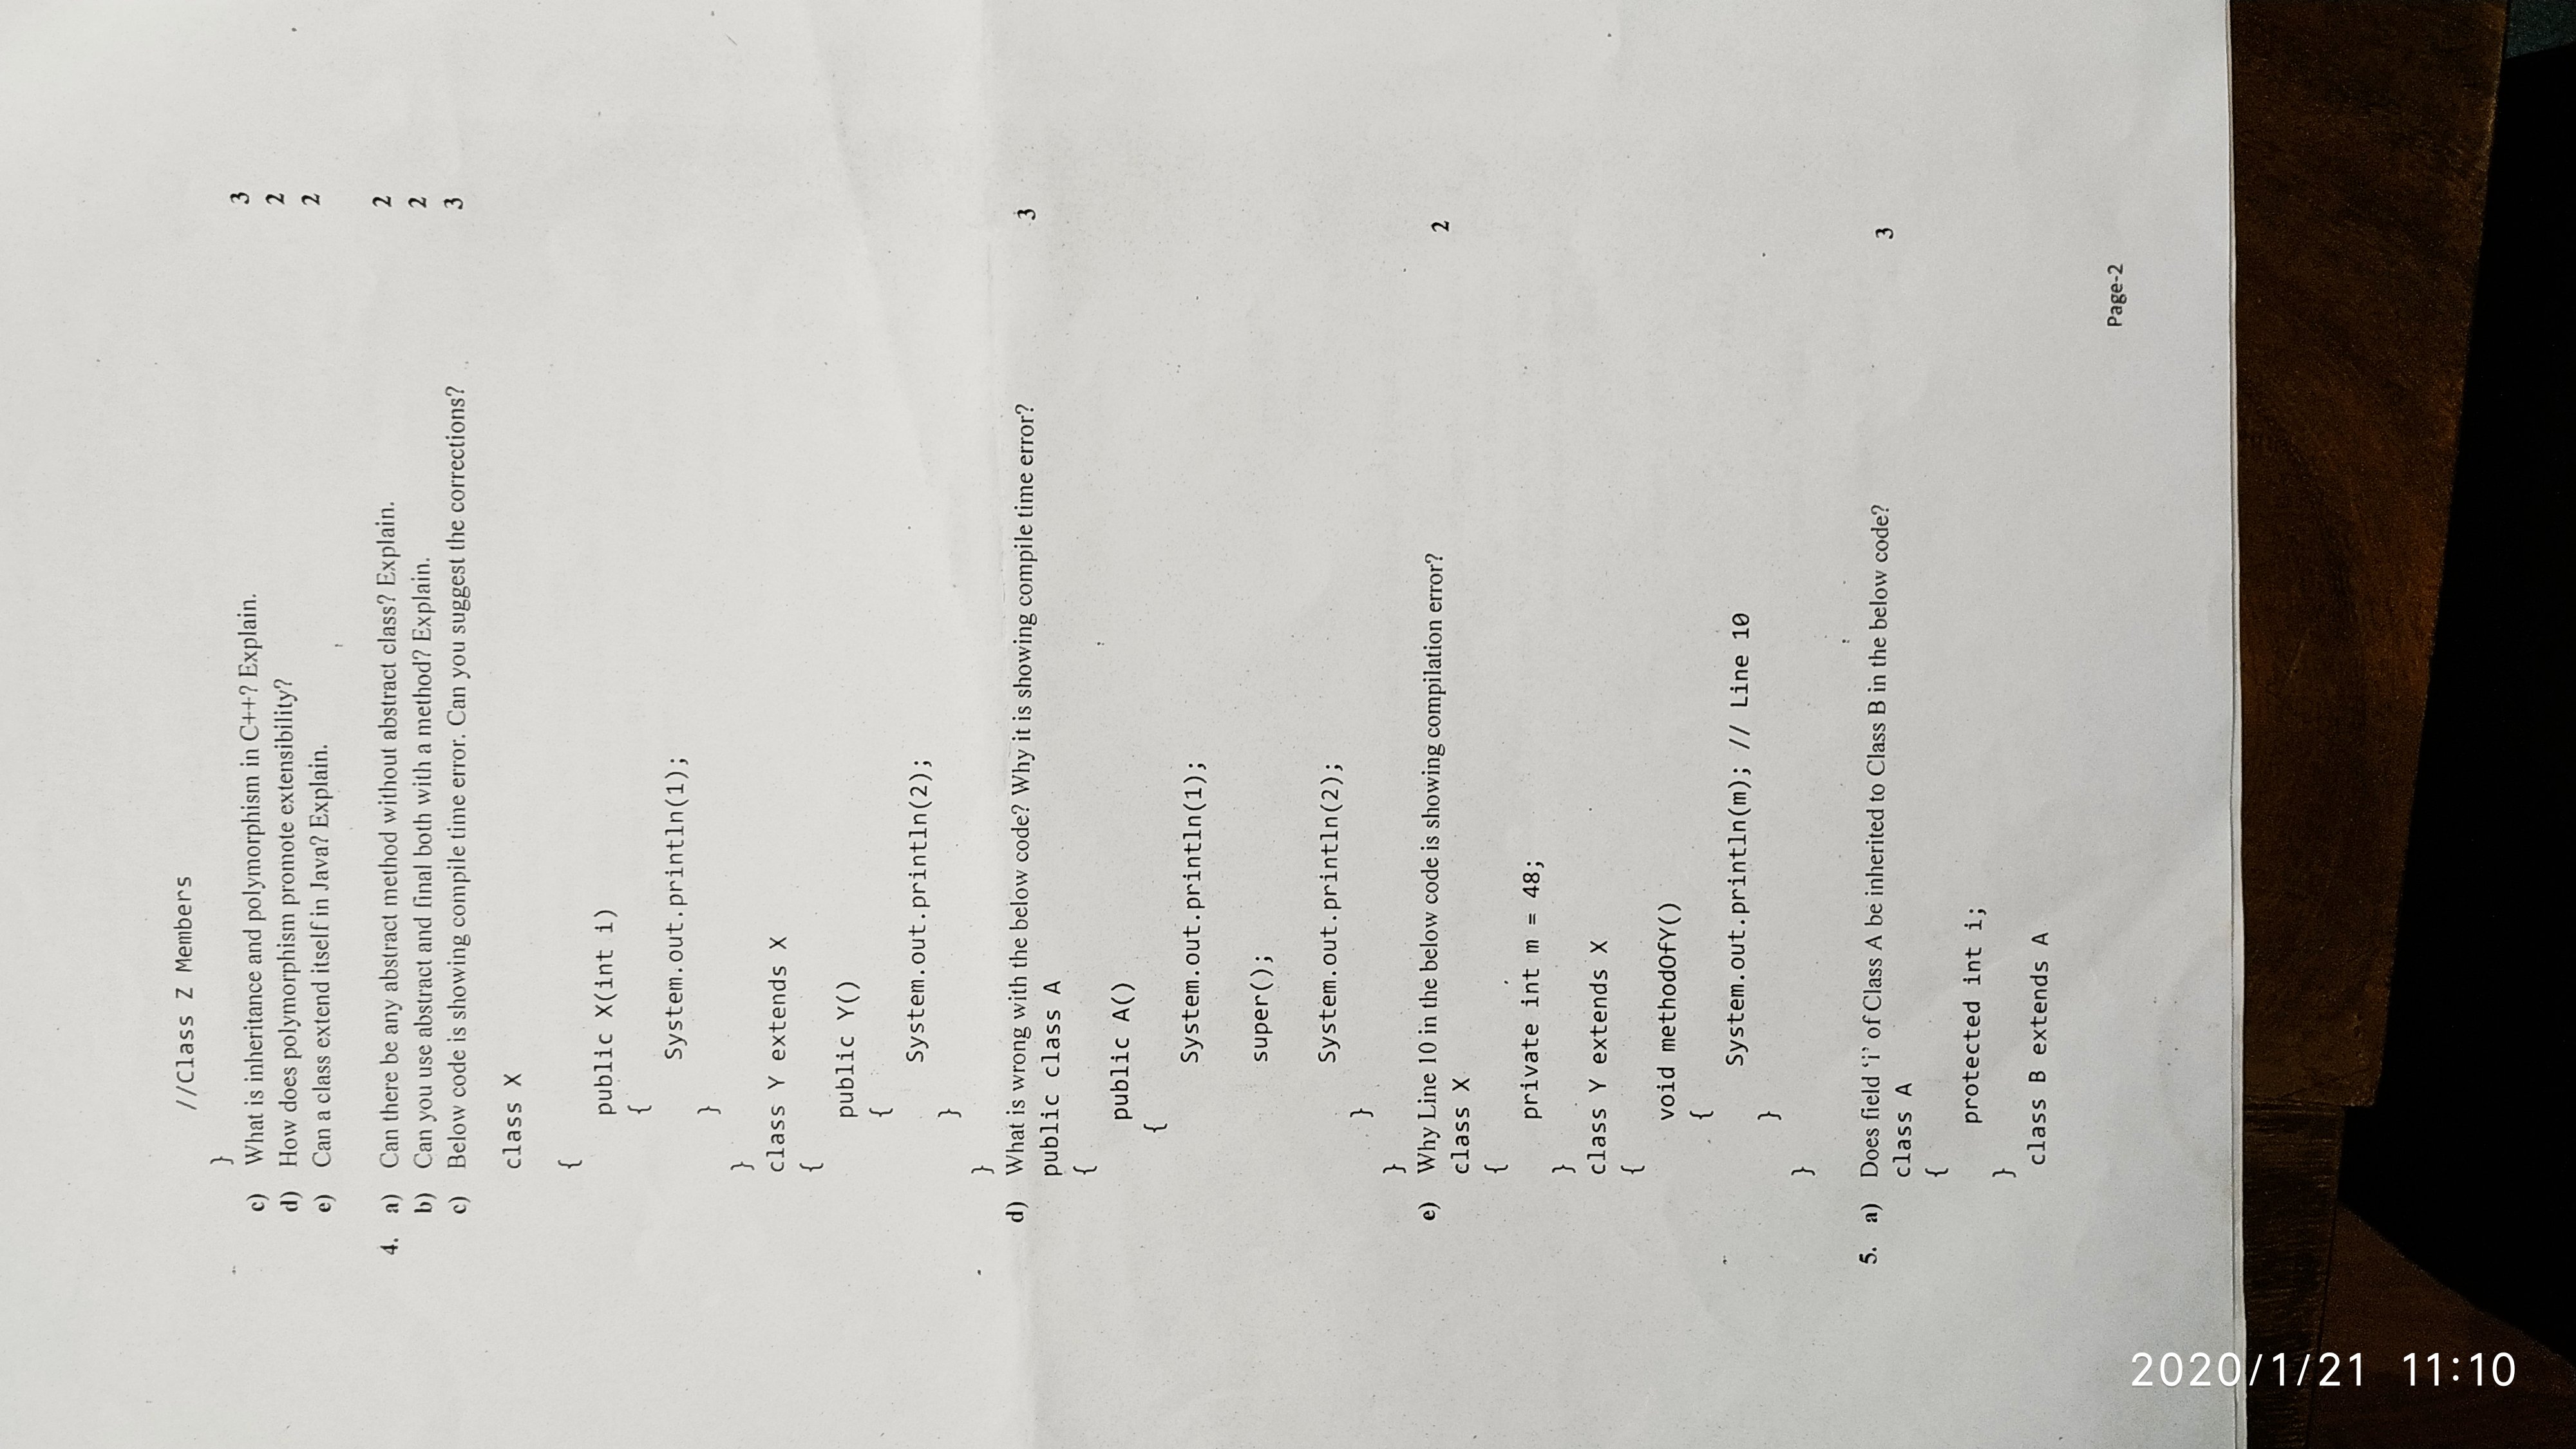 //Class Z Members
}
c) What is inheritance and polymorphism in C++? Explain. 3
d) How does polymorphism promote extensibility? 2
e) Can a class extend itself in Java? Explain. 2
4. a) Can there be any abstract method without abstract class? Explain. 2
b) Can you use abstract and final both with a method? Explain. 2
c) Below code is showing compile time error. Can you suggest the corrections? 3
class X
{
public X(int i)
{
System.out.println(1);
}
}
class Y extends X
{
public Y()
{
System.out.println(2);
}
}
d) What is wrong with the below code? Why it is showing compile time error? 3
public class A
{
public A()
{
System.out.println(1);
super();
System.out.println(2);
}
}
e) Why Line 10 in the below code is showing compilation error? 2
class X
{
private int m = 48;
}
class Y extends X
{
void methodOfY()
{
System.out.println(m); // Line 10
}
}
5. a) Does field ‘i’ of Class A be inherited to Class B in the below code? 3
class A
{
protected int i;
}
class B extends A
Page-2
2020/1/21 11:10